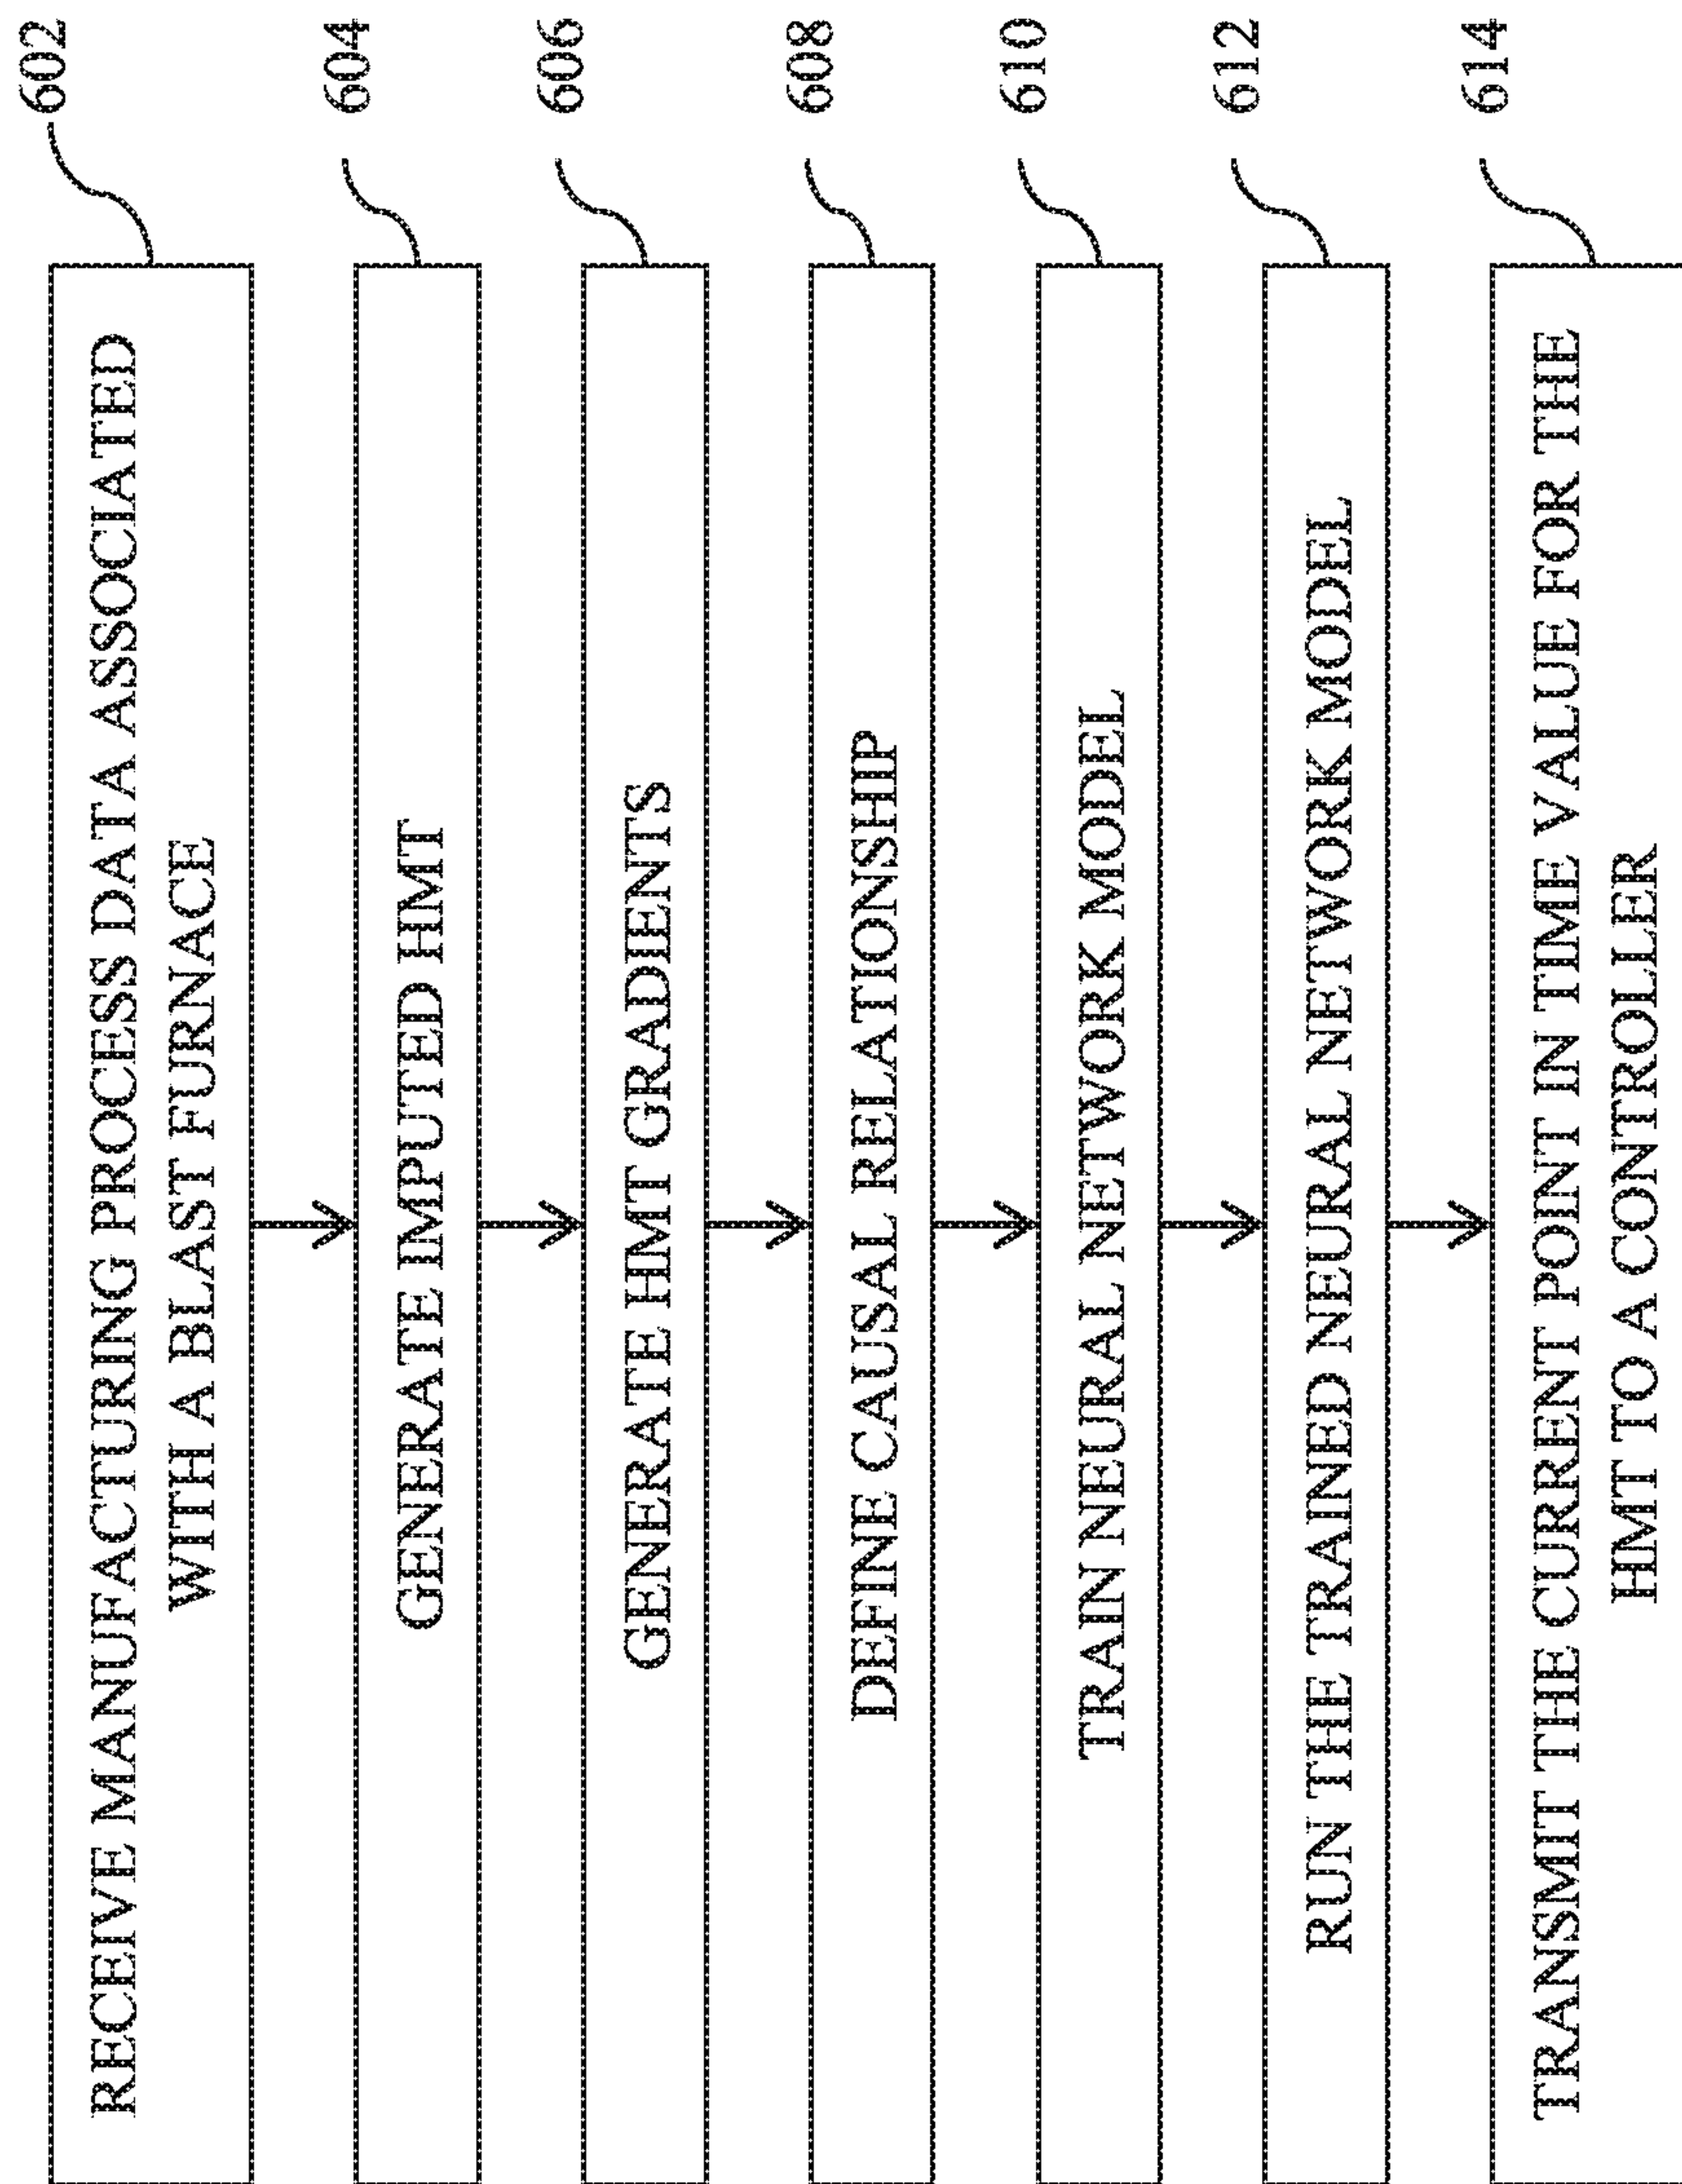 602
RECEIVE MANUFACTURING PROCESS DATA ASSOCIATED
WITH A BLAST FURNACE
604
GENERATE IMPUTED HMT
606
GENERATE HMT GRADIENTS
608
DEFINE CAUSAL RELATIONSHIP
610
TRAIN NEURAL NETWORK MODEL
612
RUN THE TRAINED NEURAL NETWORK MODEL
614
TRANSMIT THE CURRENT POINT IN TIME VALUE FOR THE
HMT TO A CONTROLLER